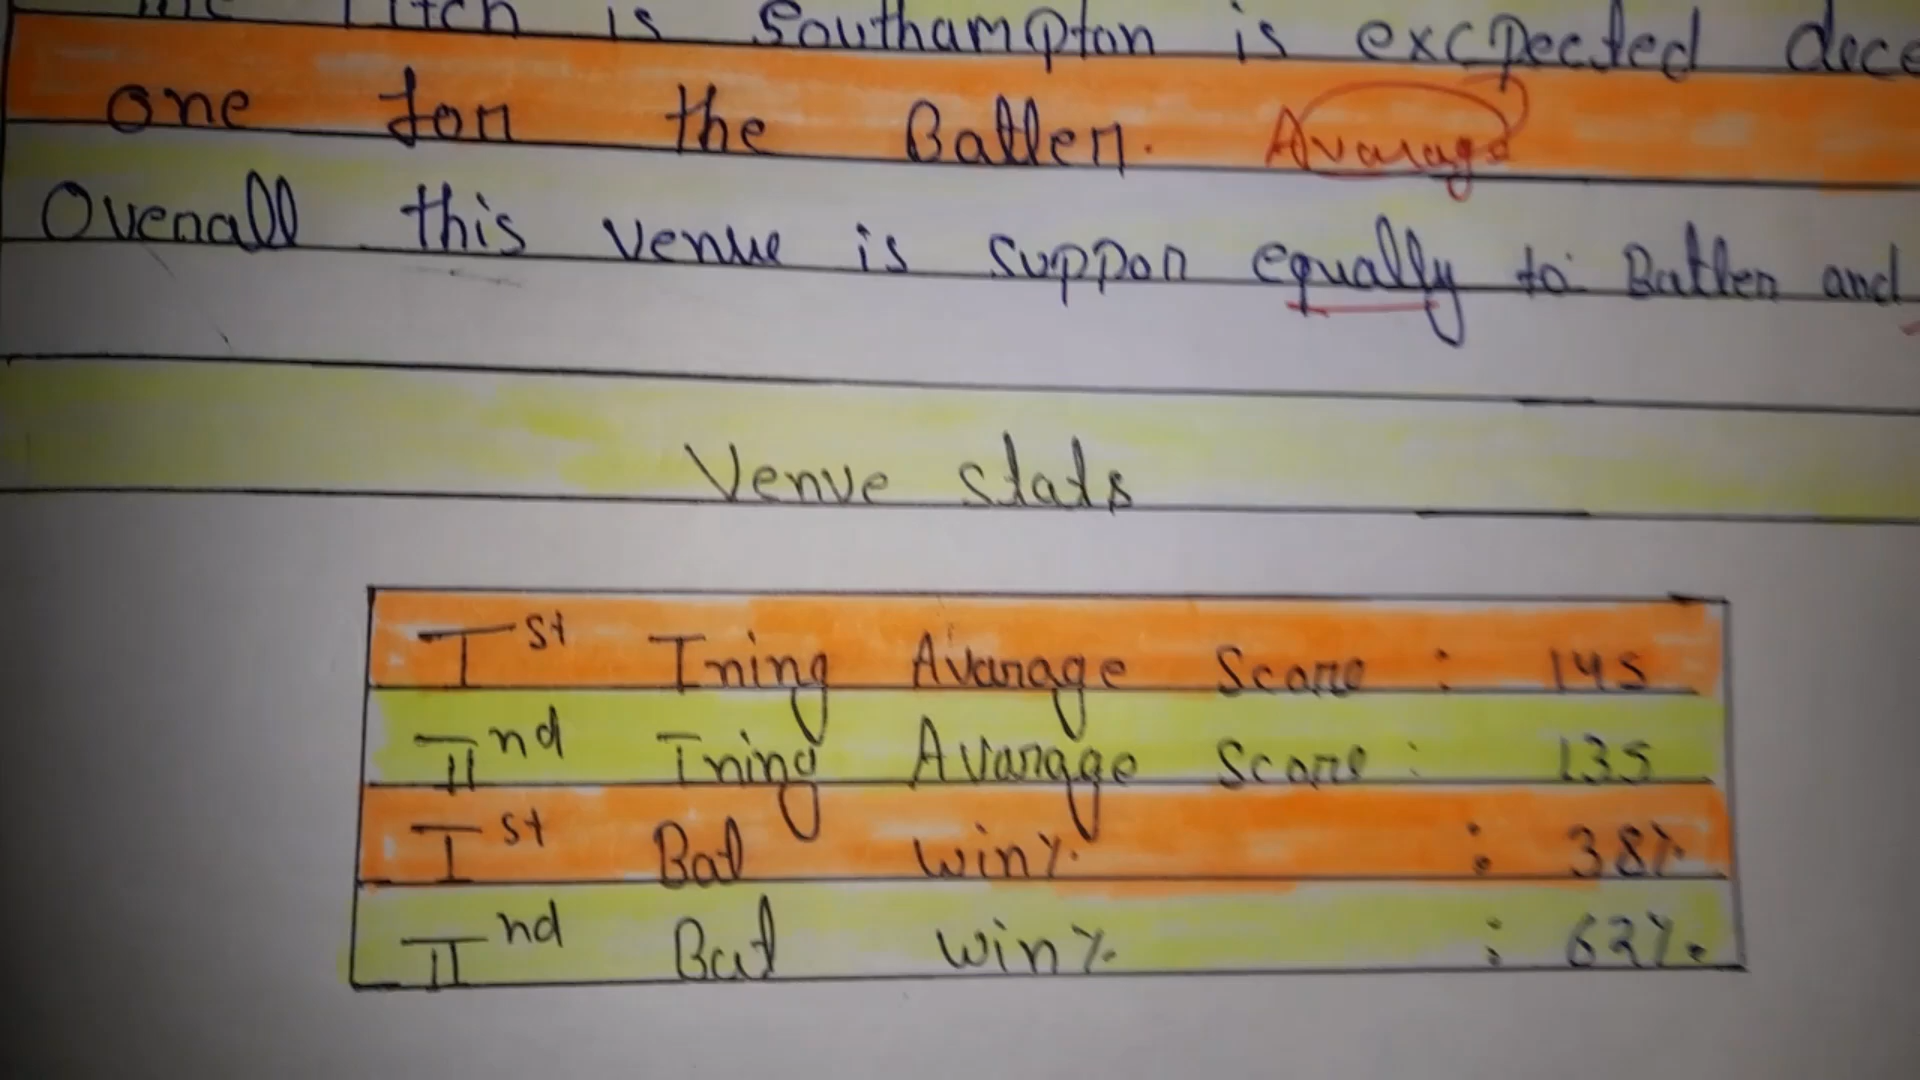 Pitch is Southampton is excpected dece
one for the Batter. Avarage
Overall this venue is suppor equally to Batter and
Venue stats
Ist Ining Avarage Score : 145
IInd Ining Avarage Score : 135
Ist Bat win% : 38%
IInd Bat win% : 62%